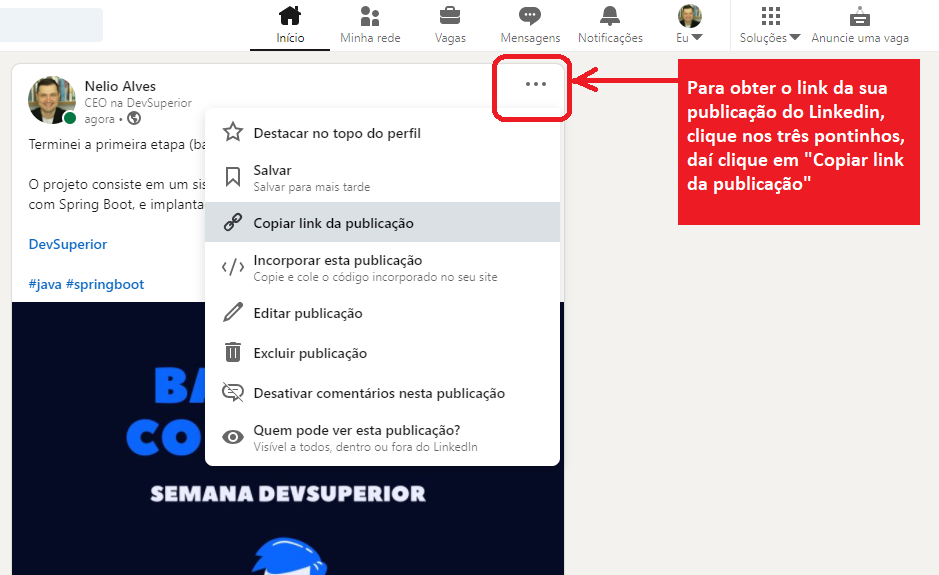 Início
Minha rede
Vagas
Mensagens
Notificações
Eu
Soluções
Anuncie uma vaga
Nelio Alves
CEO na DevSuperior
agora •
Terminei a primeira etapa (ba
O projeto consiste em um sis
com Spring Boot, e implanta
DevSuperior
#java #springboot
Destacar no topo do perfil
Salvar
Salvar para mais tarde
Copiar link da publicação
Incorporar esta publicação
Copie e cole o código incorporado no seu site
Editar publicação
Excluir publicação
Desativar comentários nesta publicação
Quem pode ver esta publicação?
Visível a todos, dentro ou fora do LinkedIn
Para obter o link da sua
publicação do Linkedin,
clique nos três pontinhos,
daí clique em "Copiar link
da publicação"
BA
CO
SEMANA DEVSUPERIOR